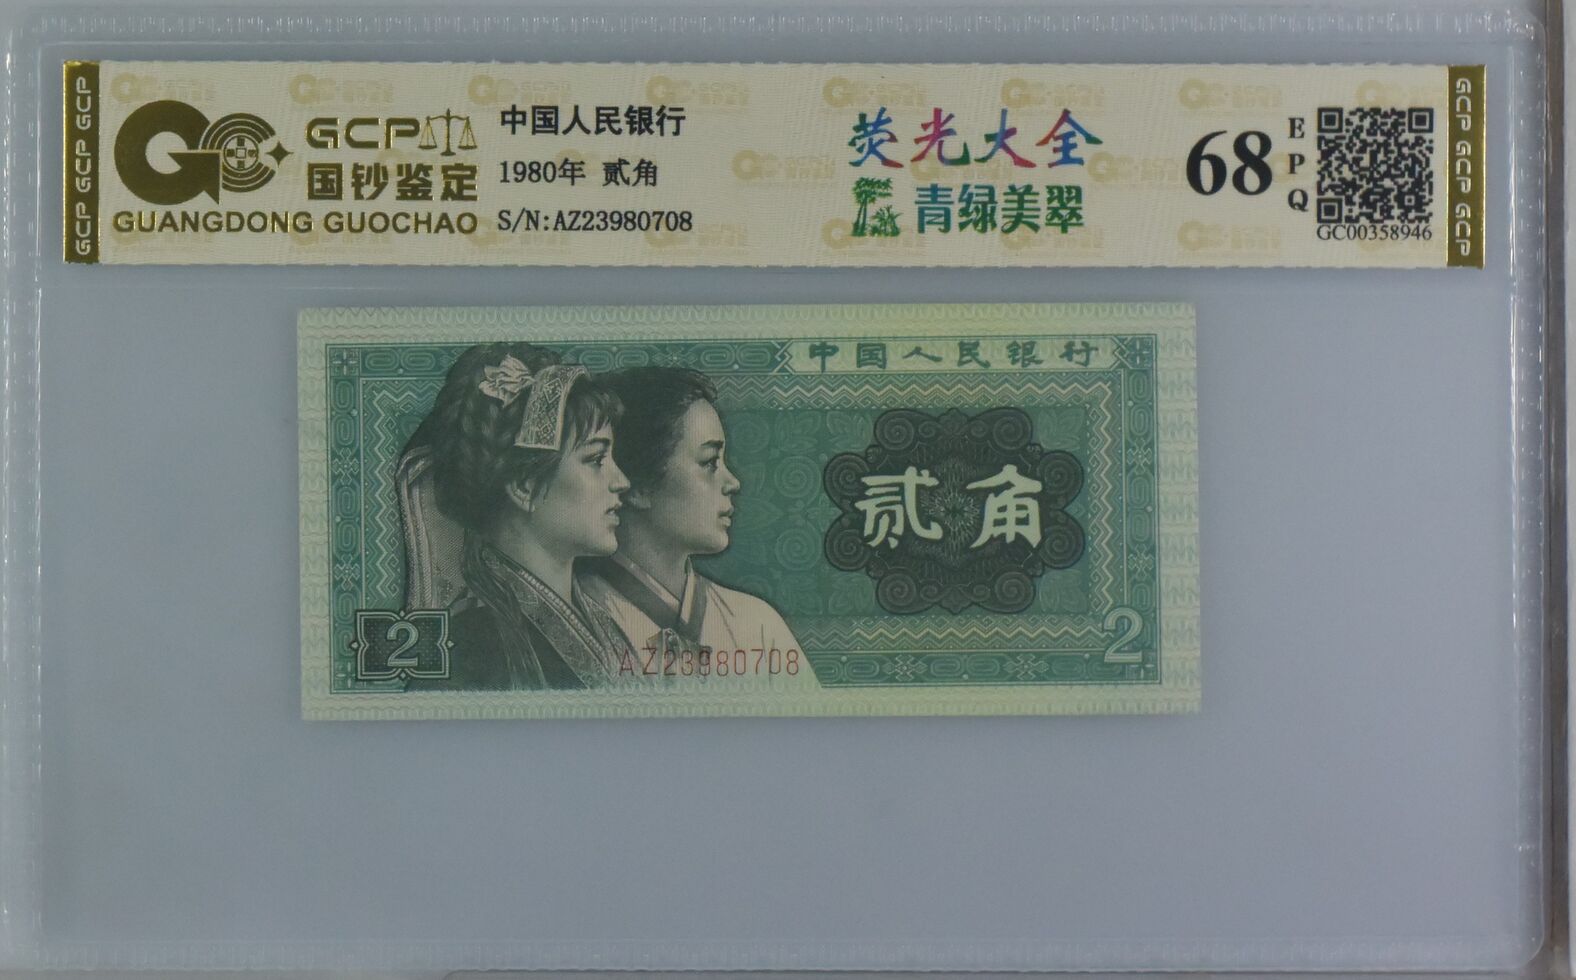 GCP GCP GCP
GCP
国钞鉴定
GUANGDONG GUOCHAO
中国人民银行
1980年 贰角
S/N:AZ23980708
荧光大全
青绿美翠
68
EPQ
GC00358946
GCP GCP GCP
中国人民银行
贰角
2
2
AZ23980708